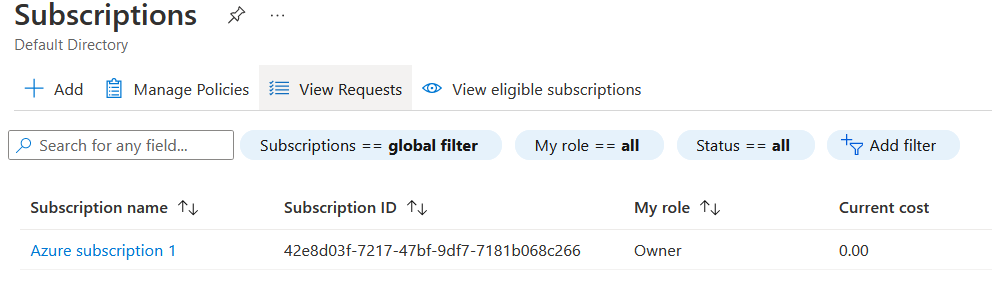 Subscriptions ...
Default Directory
Add Manage Policies View Requests View eligible subscriptions
Search for any field... Subscriptions == global filter My role == all Status == all Add filter
Subscription name Subscription ID My role Current cost
Azure subscription 1 42e8d03f-7217-47bf-9df7-7181b068c266 Owner 0.00